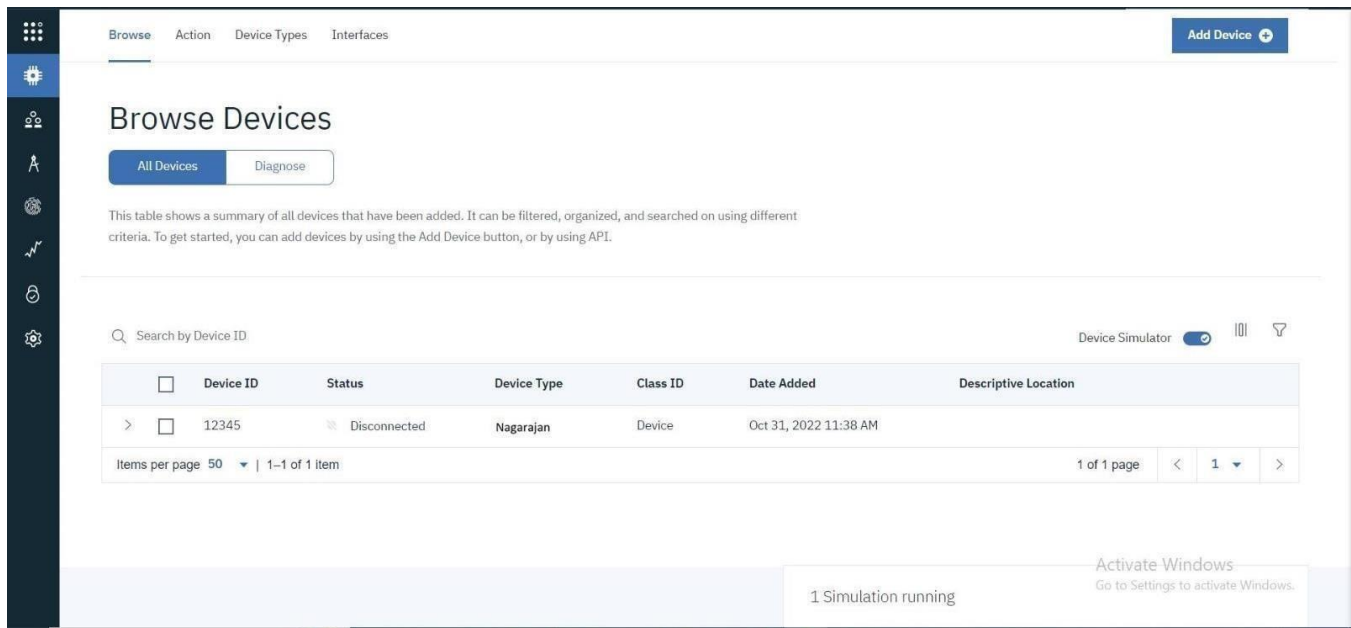 Browse Action Device Types Interfaces Add Device
Browse Devices
All Devices Diagnose
This table shows a summary of all devices that have been added. It can be filtered, organized, and searched on using different
criteria. To get started, you can add devices by using the Add Device button, or by using API.
Search by Device ID Device Simulator
Device ID Status Device Type Class ID Date Added Descriptive Location
12345 Disconnected Nagarajan Device Oct 31, 2022 11:38 AM
Items per page 50 | 1–1 of 1 item 1 of 1 page 1
Activate Windows
Go to Settings to activate Windows.
1 Simulation running